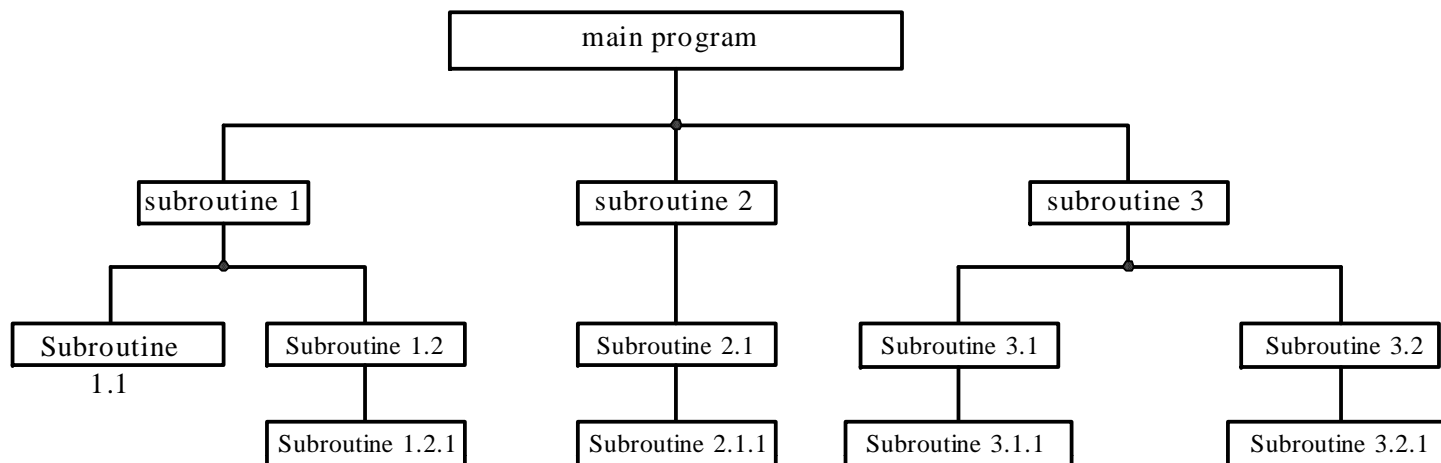 main program
subroutine 1
subroutine 2
subroutine 3
Subroutine
1.1
Subroutine 1.2
Subroutine 2.1
Subroutine 3.1
Subroutine 3.2
Subroutine 1.2.1
Subroutine 2.1.1
Subroutine 3.1.1
Subroutine 3.2.1